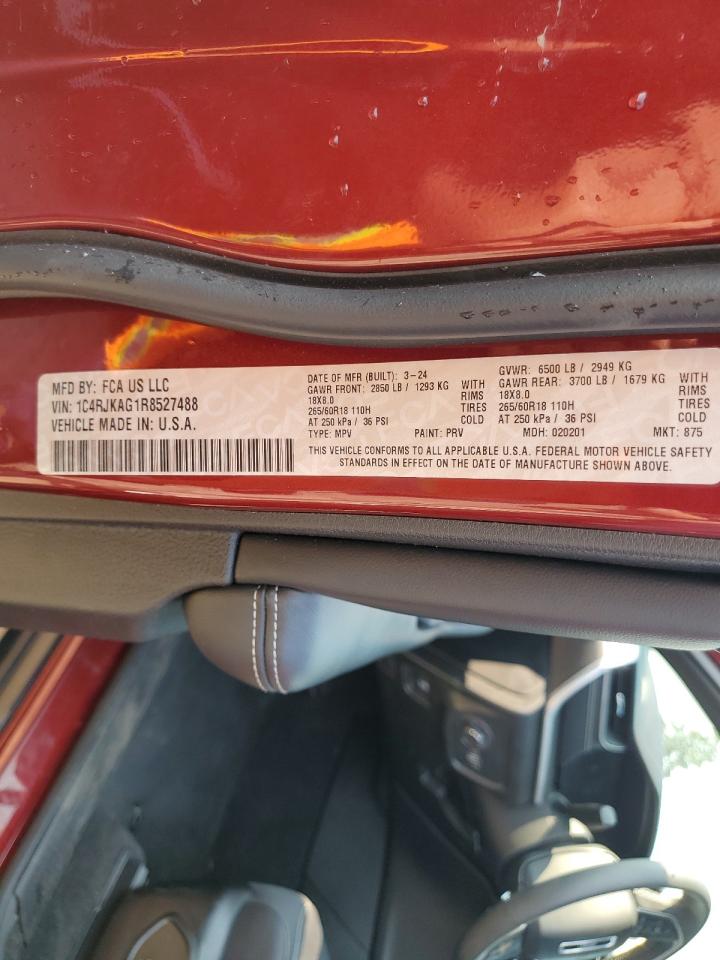 MFD BY: FCA US LLC
VIN: 1C4RJKAG1R8527488
VEHICLE MADE IN: U.S.A.
DATE OF MFR (BUILT): 3-24
GAWR FRONT: 2850 LB / 1293 KG WITH
18X8.0 RIMS
265/60R18 110H TIRES
AT 250 kPa / 36 PSI COLD
TYPE: MPV PAINT: PRV
GVWR: 6500 LB / 2949 KG
GAWR REAR: 3700 LB / 1679 KG WITH
18X8.0 RIMS
265/60R18 110H TIRES
AT 250 kPa / 36 PSI COLD
MDH: 020201 MKT: 875
THIS VEHICLE CONFORMS TO ALL APPLICABLE U.S.A. FEDERAL MOTOR VEHICLE SAFETY
STANDARDS IN EFFECT ON THE DATE OF MANUFACTURE SHOWN ABOVE.